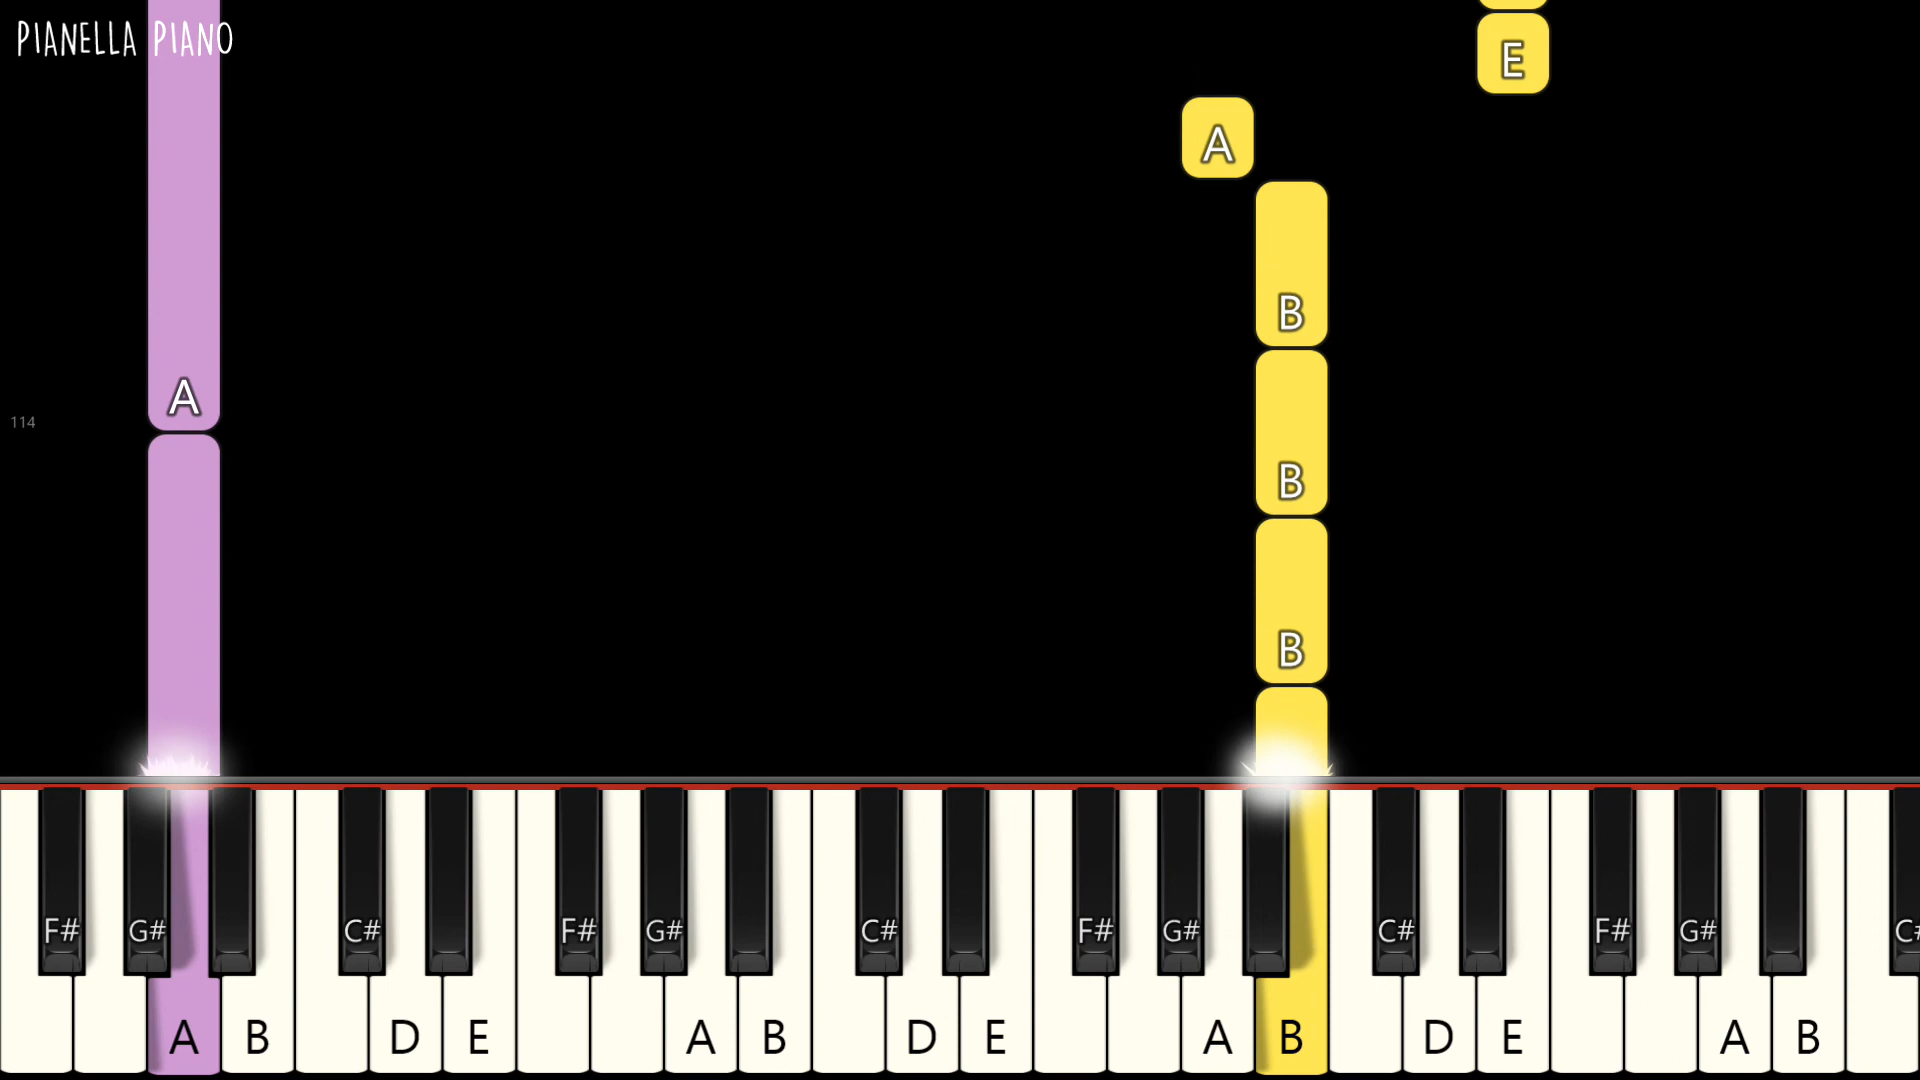 PIANELLA PIANO
E
A
B
A
114
B
B
F# G# C# F# G# C# F# G# C# F# G# C#
A B D E A B D E A B D E A B